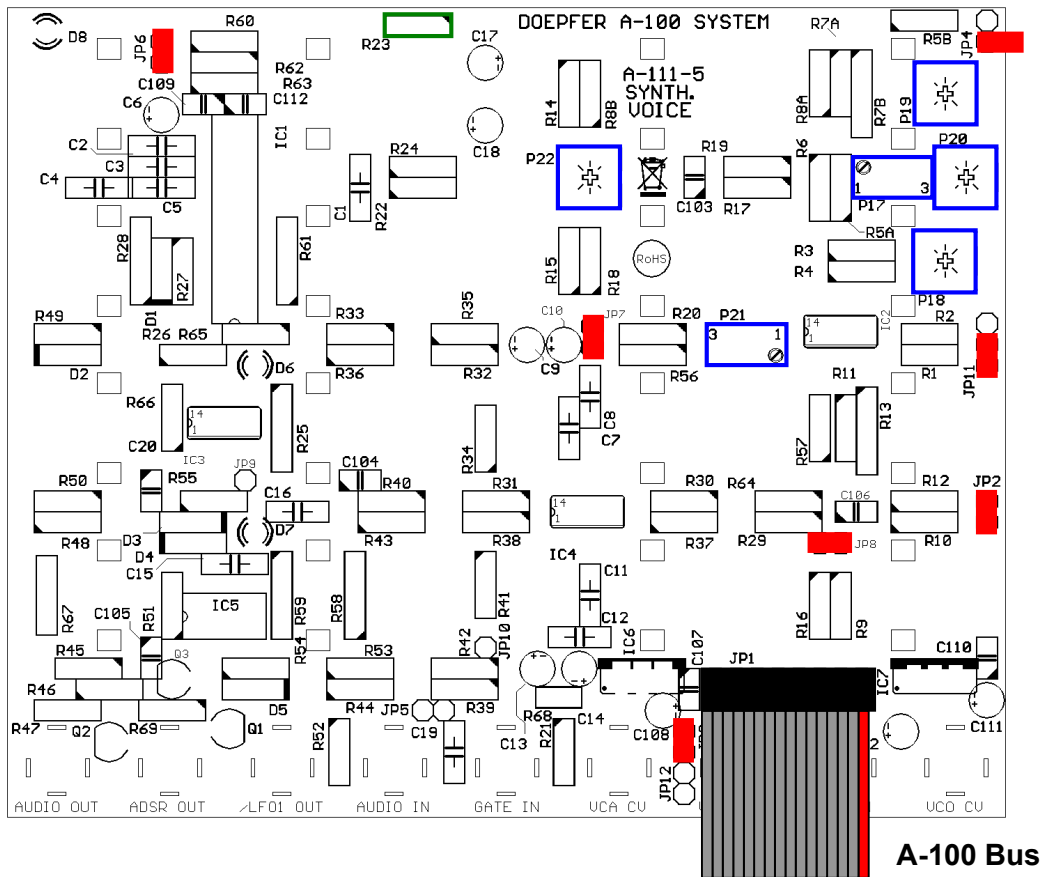 D8
JP6
R60
R23
C17
DOEPFER A-100 SYSTEM
R7A
R5B
JP4
R62
R63
C109
C112
C6
A-111-5
SYNTH.
VOICE
R14
R8B
R8A
R7B
P19
IC1
C2
C3
C4
C5
C18
R24
C1
R22
P22
R19
C103
R17
R6
P20
1
3
P17
R5A
R28
R27
D1
R61
R15
R18
RoHS
R3
R4
P18
R49
D2
R26
R65
D6
R33
R36
R35
R32
C10
C9
JP7
R20
R56
P21
3
1
14
IC2
R2
R1
JP11
R66
C20
14
1
IC3
R25
R34
C8
C7
R11
R13
R57
R50
R48
R55
JP9
D3
D4
C15
C16
D7
C104
R40
R43
R31
R38
IC4
R30
R37
R64
R29
C106
JP8
R12
R10
JP2
R67
C105
R51
IC5
R59
R54
R58
R41
C11
C12
R16
R9
R45
R46
R47
Q3
Q2
R69
Q1
D5
R53
R44
R52
JP5
R42
JP10
R39
C19
R68
C13
C14
R21
IC6
C107
C108
JP12
JP1
IC7
C110
C111
2
AUDIO OUT
ADSR OUT
/LFO1 OUT
AUDIO IN
GATE IN
VCA CV
VCO CV
A-100 Bus